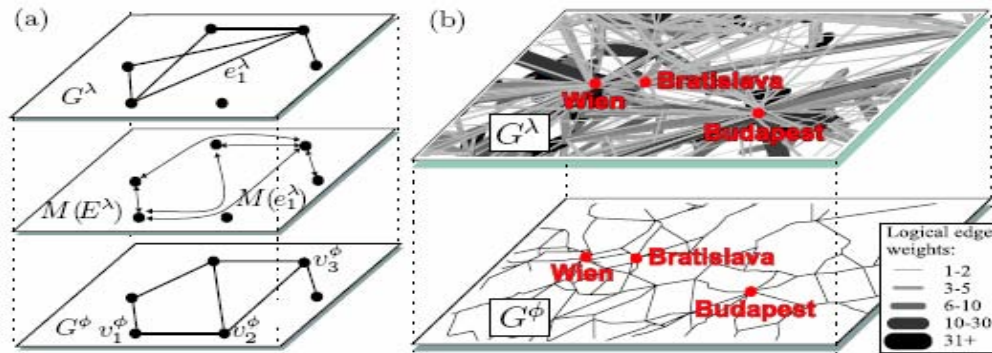 (a)
G^λ
e_1^λ
M(E^λ)
M(e_1^λ)
v_3^ϕ
G^ϕ
v_1^ϕ
v_2^ϕ
(b)
Wien
Bratislava
Budapest
G^λ
Wien
Bratislava
Budapest
G^ϕ
Logical edge
weights:
1-2
3-5
6-10
10-30
31+